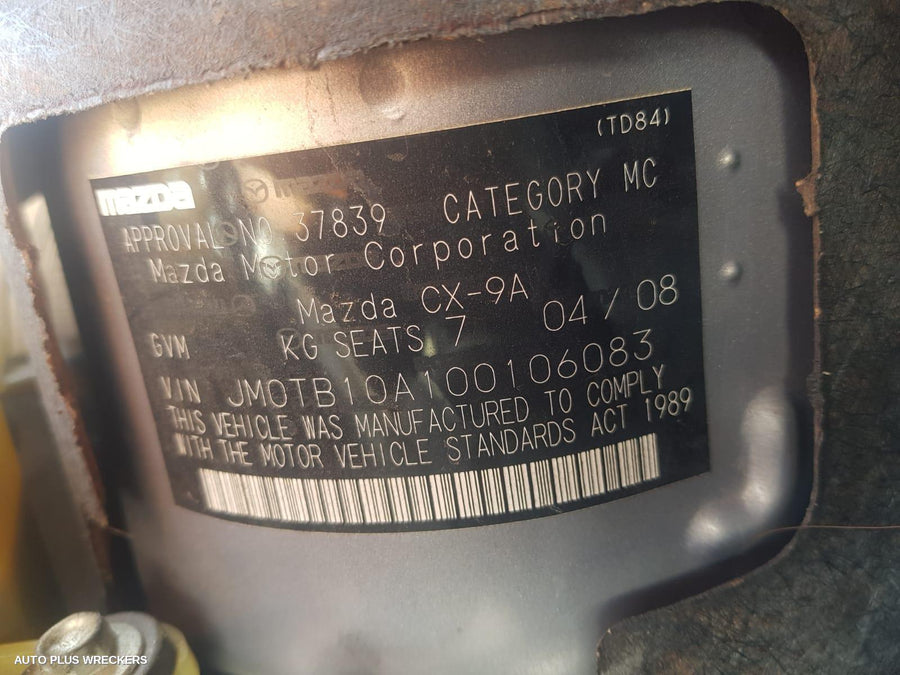 (TD84)
mazda
APPROVAL NO 37839 CATEGORY MC
Mazda Motor Corporation
Mazda CX-9A 04 / 08
GVM KG SEATS 7
VIN JM0TB10A100106083
THIS VEHICLE WAS MANUFACTURED TO COMPLY
WITH THE MOTOR VEHICLE STANDARDS ACT 1989
AUTO PLUS WRECKERS